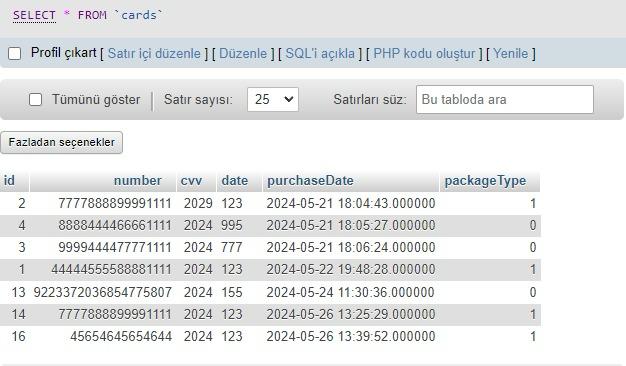 SELECT * FROM `cards`
Profil çıkart [ Satır içi düzenle ] [ Düzenle ] [ SQL'i açıkla ] [ PHP kodu oluştur ] [ Yenile ]
Tümünü göster | Satır sayısı: 25 Satırları süz: Bu tabloda ara
Fazladan seçenekler
id number cvv date purchaseDate packageType
2 7777888899991111 2029 123 2024-05-21 18:04:43.000000 1
4 8888444466661111 2024 995 2024-05-21 18:05:27.000000 0
3 9999444477771111 2024 777 2024-05-21 18:06:24.000000 0
1 44444555588881111 2024 123 2024-05-22 19:48:28.000000 1
13 9223372036854775807 2024 155 2024-05-24 11:30:36.000000 0
14 7777888899991111 2024 123 2024-05-26 13:25:29.000000 1
16 45654645654644 2024 123 2024-05-26 13:39:52.000000 1